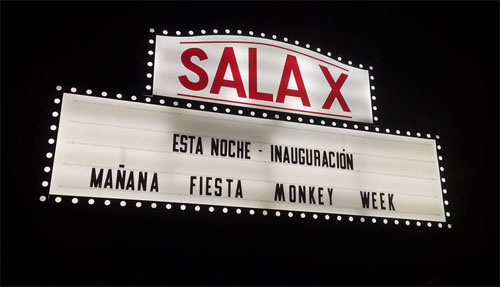 SALA X
ESTA NOCHE - INAUGURACIÓN
MAÑANA FIESTA MONKEY WEEK